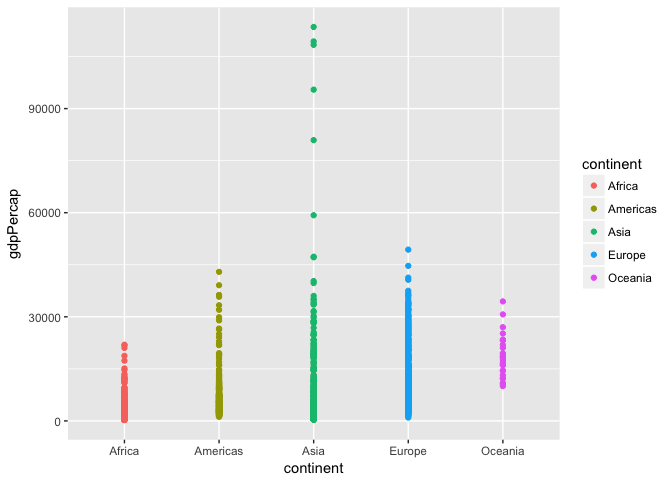 90000
60000
30000
0
gdpPercap
Africa Americas Asia Europe Oceania
continent
continent
Africa
Americas
Asia
Europe
Oceania